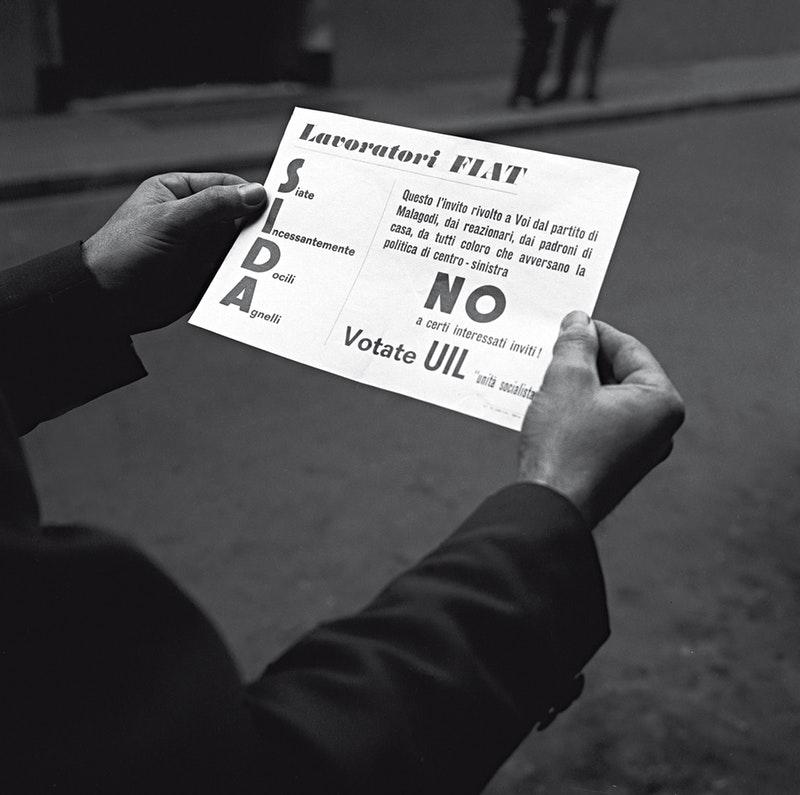 Lavoratori FIAT
Siate
Incessantemente
Docili
Agnelli
Questo l'invito rivolto a Voi dal partito di
Malagodi, dai reazionari, dai padroni di
casa, da tutti coloro che avversano la
politica di centro-sinistra
NO
a certi interessati inviti!
Votate UIL
"unità socialista